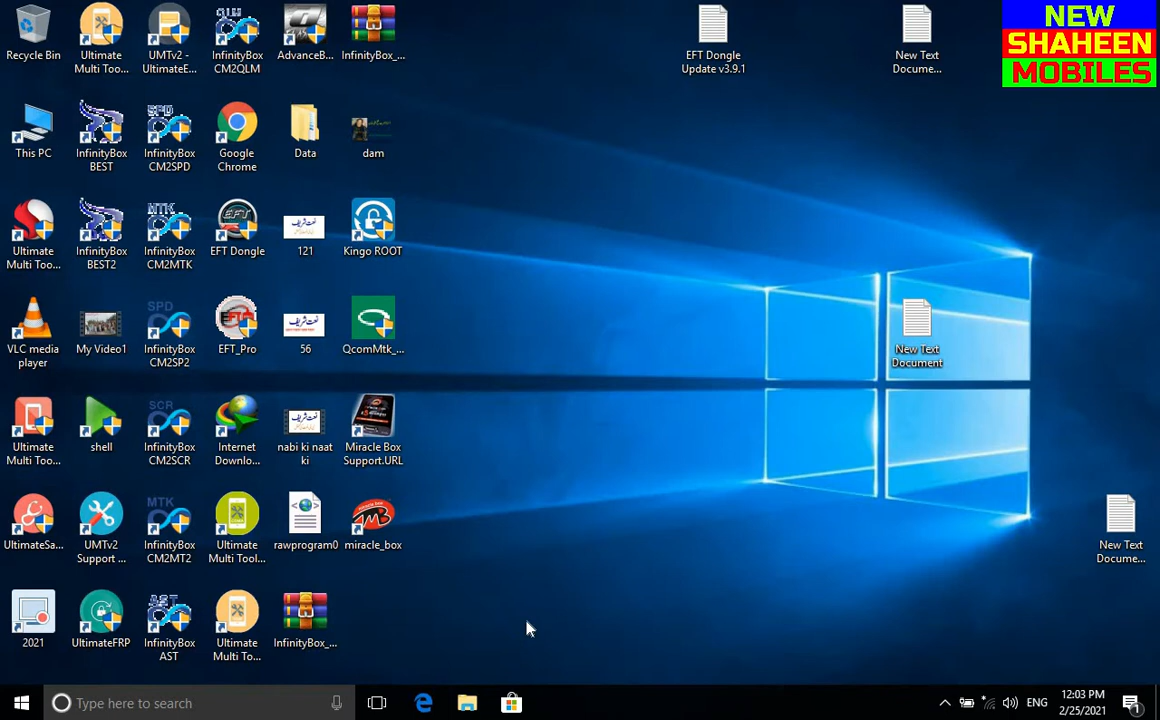 NEW
SHAHEEN
MOBILES
Recycle Bin
Ultimate
Multi Too...
UMTv2 -
UltimateE...
InfinityBox
CM2QLM
AdvanceB...
InfinityBox_...
EFT Dongle
Update v3.9.1
New Text
Docume...
This PC
InfinityBox
BEST
InfinityBox
CM2SPD
Google
Chrome
Data
dam
Ultimate
Multi Too...
InfinityBox
BEST2
InfinityBox
CM2MTK
EFT Dongle
121
Kingo ROOT
VLC media
player
My Video1
InfinityBox
CM2SP2
EFT_Pro
56
QcomMtk_...
New Text
Document
Ultimate
Multi Too...
shell
InfinityBox
CM2SCR
Internet
Downlo...
nabi ki naat
ki
Miracle Box
Support.URL
UltimateSa...
UMTv2
Support ...
InfinityBox
CM2MT2
Ultimate
Multi Tool...
rawprogram0
miracle_box
New Text
Docume...
2021
UltimateFRP
InfinityBox
AST
Ultimate
Multi To...
InfinityBox_...
Type here to search
ENG
12:03 PM
2/25/2021
1